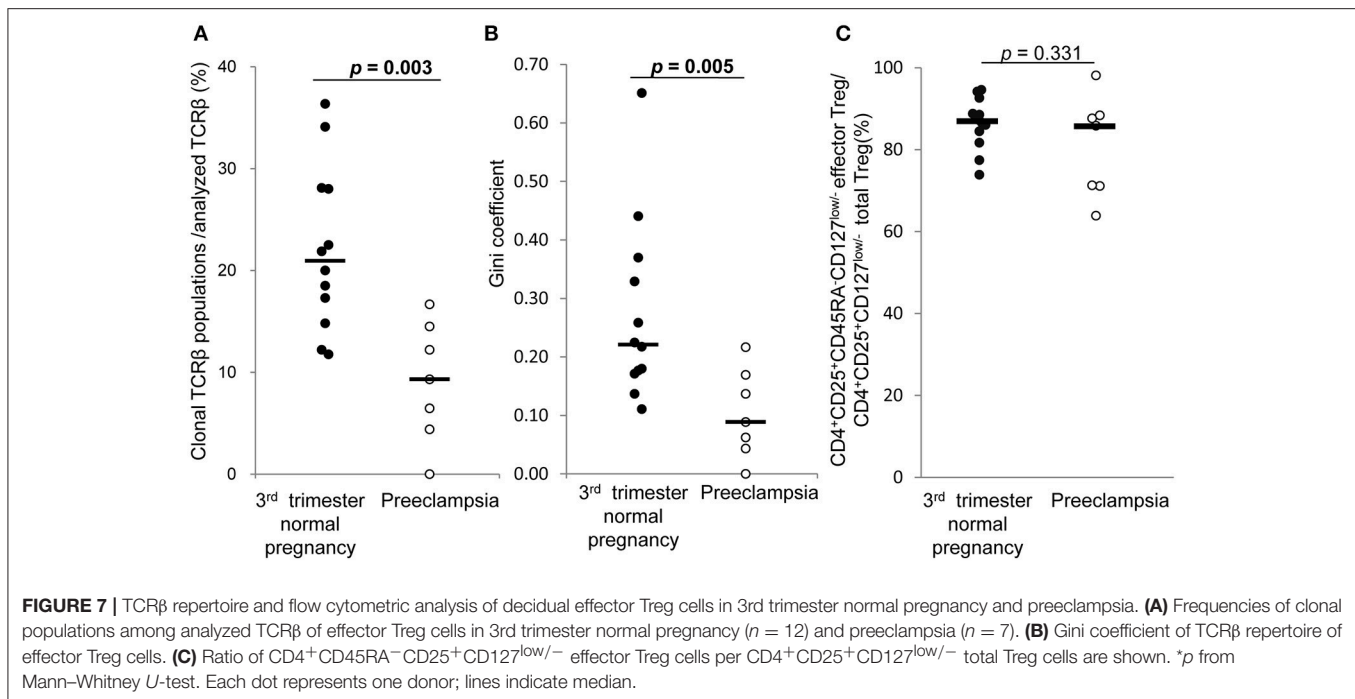 A
Clonal TCRβ populations /analyzed TCRβ (%)
40
30
20
10
0
p = 0.003
3rd trimester
normal
pregnancy
Preeclampsia
B
Gini coefficient
0.70
0.60
0.50
0.40
0.30
0.20
0.10
0.00
p = 0.005
3rd trimester
normal
pregnancy
Preeclampsia
C
CD4+CD25+CD45RA-CD127low/- effector Treg/
CD4+CD25+CD127low/- total Treg(%)
100
80
60
40
20
0
p = 0.331
3rd trimester
normal
pregnancy
Preeclampsia
FIGURE 7 | TCRβ repertoire and flow cytometric analysis of decidual effector Treg cells in 3rd trimester normal pregnancy and preeclampsia. (A) Frequencies of clonal
populations among analyzed TCRβ of effector Treg cells in 3rd trimester normal pregnancy (n = 12) and preeclampsia (n = 7). (B) Gini coefficient of TCRβ repertoire of
effector Treg cells. (C) Ratio of CD4+CD45RA−CD25+CD127low/− effector Treg cells per CD4+CD25+CD127low/− total Treg cells are shown. *p from
Mann–Whitney U-test. Each dot represents one donor; lines indicate median.